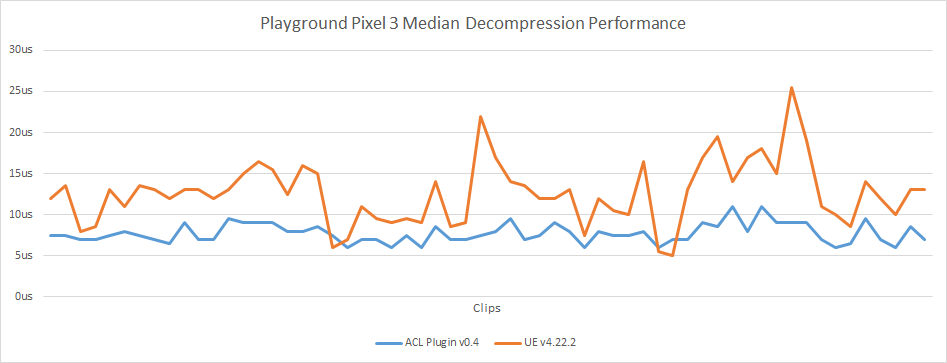 Playground Pixel 3 Median Decompression Performance
30us
25us
20us
15us
10us
5us
0us
Clips
ACL Plugin v0.4
UE v4.22.2